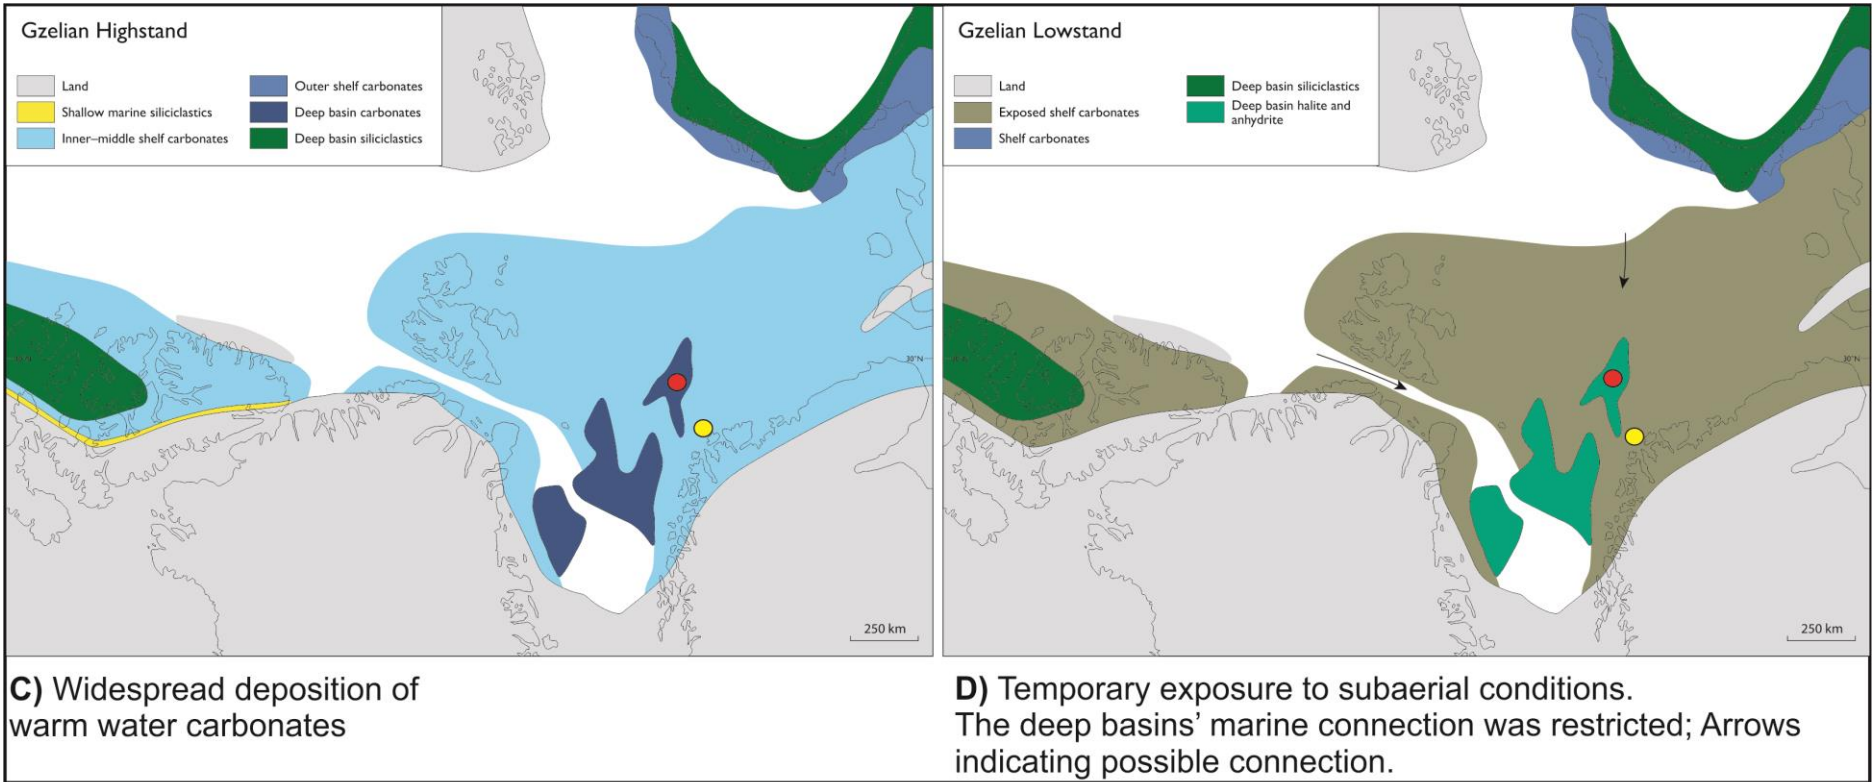 Gzelian Highstand
Land
Shallow marine siliciclastics
Inner–middle shelf carbonates
Outer shelf carbonates
Deep basin carbonates
Deep basin siliciclastics
30°N
250 km
Gzelian Lowstand
Land
Exposed shelf carbonates
Shelf carbonates
Deep basin siliciclastics
Deep basin halite and
anhydrite
30°N
250 km
C) Widespread deposition of
warm water carbonates
D) Temporary exposure to subaerial conditions.
The deep basins’ marine connection was restricted; Arrows
indicating possible connection.